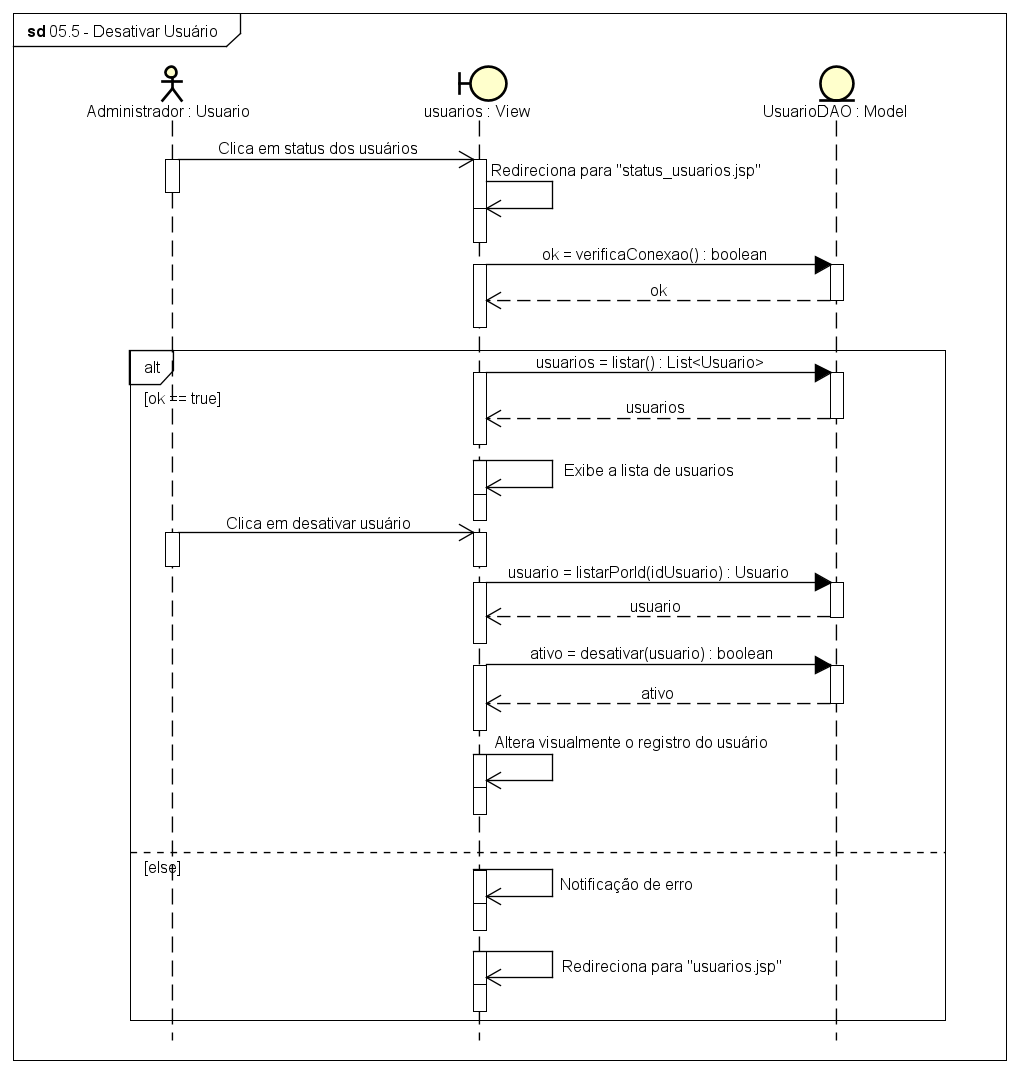 sd 05.5 - Desativar Usuário
Administrador : Usuario
usuarios : View
UsuarioDAO : Model
Clica em status dos usuários
Redireciona para "status_usuarios.jsp"
ok = verificaConexao() : boolean
ok
alt
usuarios = listar() : List<Usuario>
[ok == true]
usuarios
Exibe a lista de usuarios
Clica em desativar usuário
usuario = listarPorId(idUsuario) : Usuario
usuario
ativo = desativar(usuario) : boolean
ativo
Altera visualmente o registro do usuário
[else]
Notificação de erro
Redireciona para "usuarios.jsp"